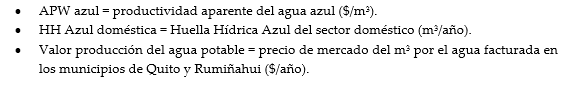 • APW azul = productividad aparente del agua azul ($/m³).
• HH Azul doméstica = Huella Hídrica Azul del sector doméstico (m³/año).
• Valor producción del agua potable = precio de mercado del m³ por el agua facturada en
los municipios de Quito y Rumiñahui ($/año).